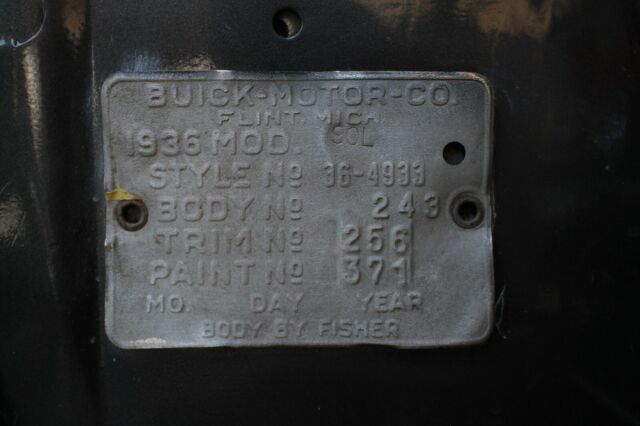 BUICK-MOTOR-CO.
FLINT MICH
1936 MOD. 90L
STYLE Nº 36-4933
BODY Nº 243
TRIM Nº 256
PAINT Nº 371
MO. DAY YEAR
BODY BY FISHER